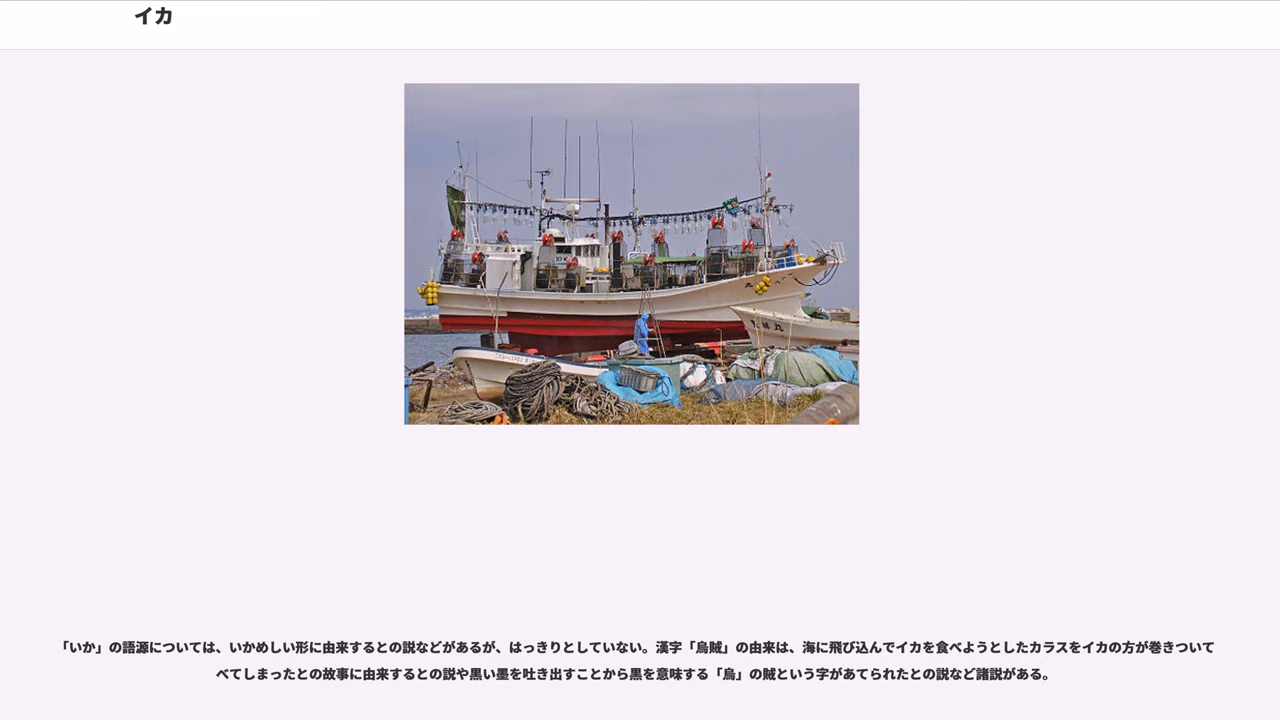 イカ
「いか」の語源については、いかめしい形に由来するとの説などがあるが、はっきりとしていない。漢字「烏賊」の由来は、海に飛び込んでイカを食べようとしたカラスをイカの方が巻きついて
べてしまったとの故事に由来するとの説や黒い墨を吐き出すことから黒を意味する「烏」の賊という字があてられたとの説など諸説がある。